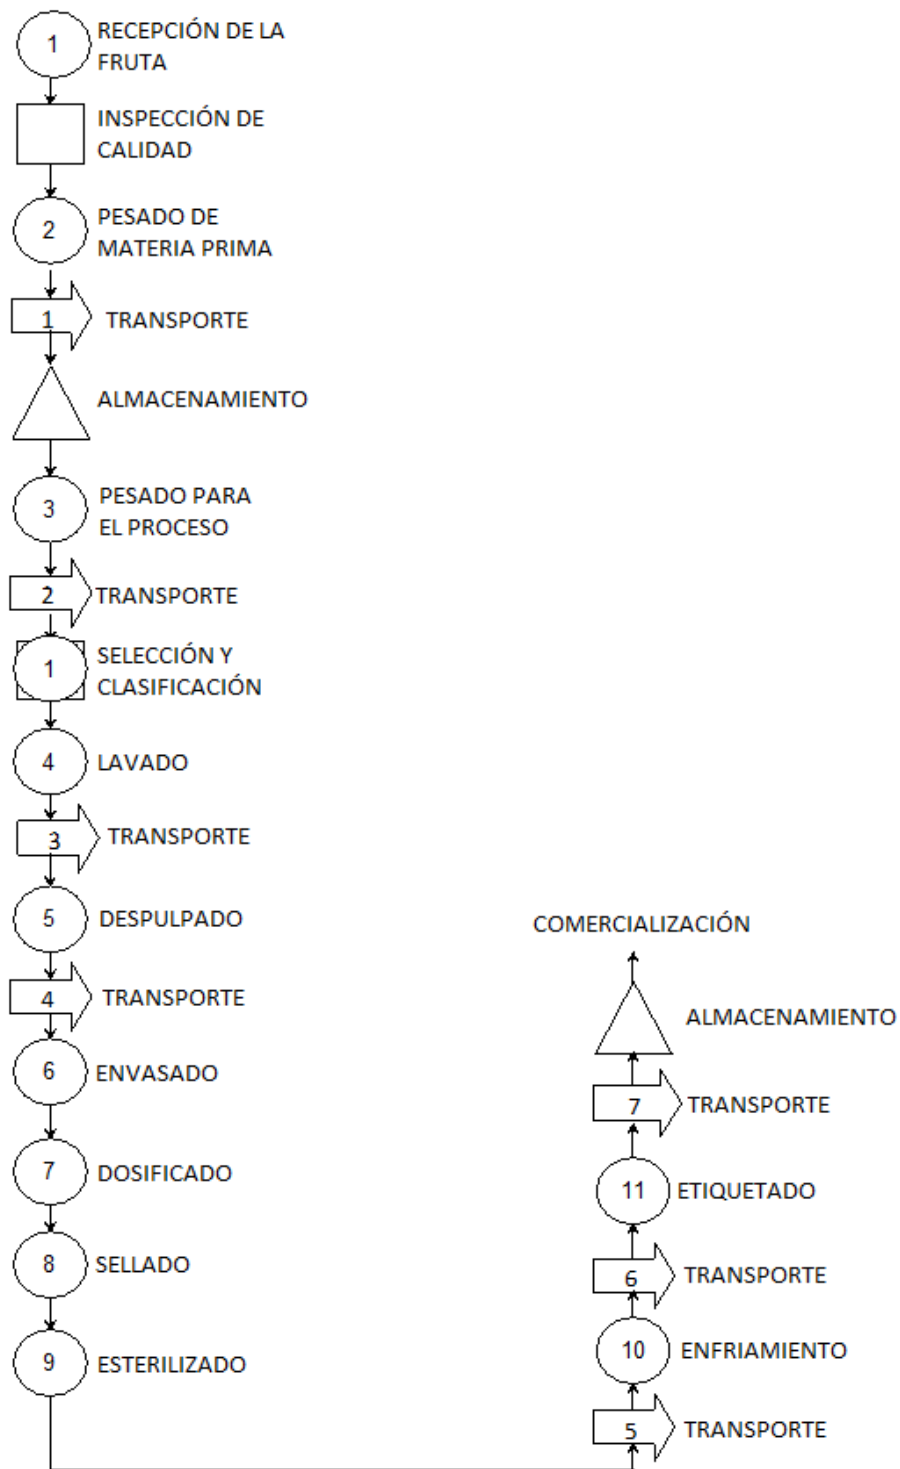 1
RECEPCIÓN DE LA
FRUTA
INSPECCIÓN DE
CALIDAD
2
PESADO DE
MATERIA PRIMA
1
TRANSPORTE
ALMACENAMIENTO
3
PESADO PARA
EL PROCESO
2
TRANSPORTE
1
SELECCIÓN Y
CLASIFICACIÓN
4
LAVADO
3
TRANSPORTE
5
DESPULPADO
4
TRANSPORTE
6
ENVASADO
7
DOSIFICADO
8
SELLADO
9
ESTERILIZADO
5
TRANSPORTE
10
ENFRIAMIENTO
6
TRANSPORTE
11
ETIQUETADO
7
TRANSPORTE
ALMACENAMIENTO
COMERCIALIZACIÓN